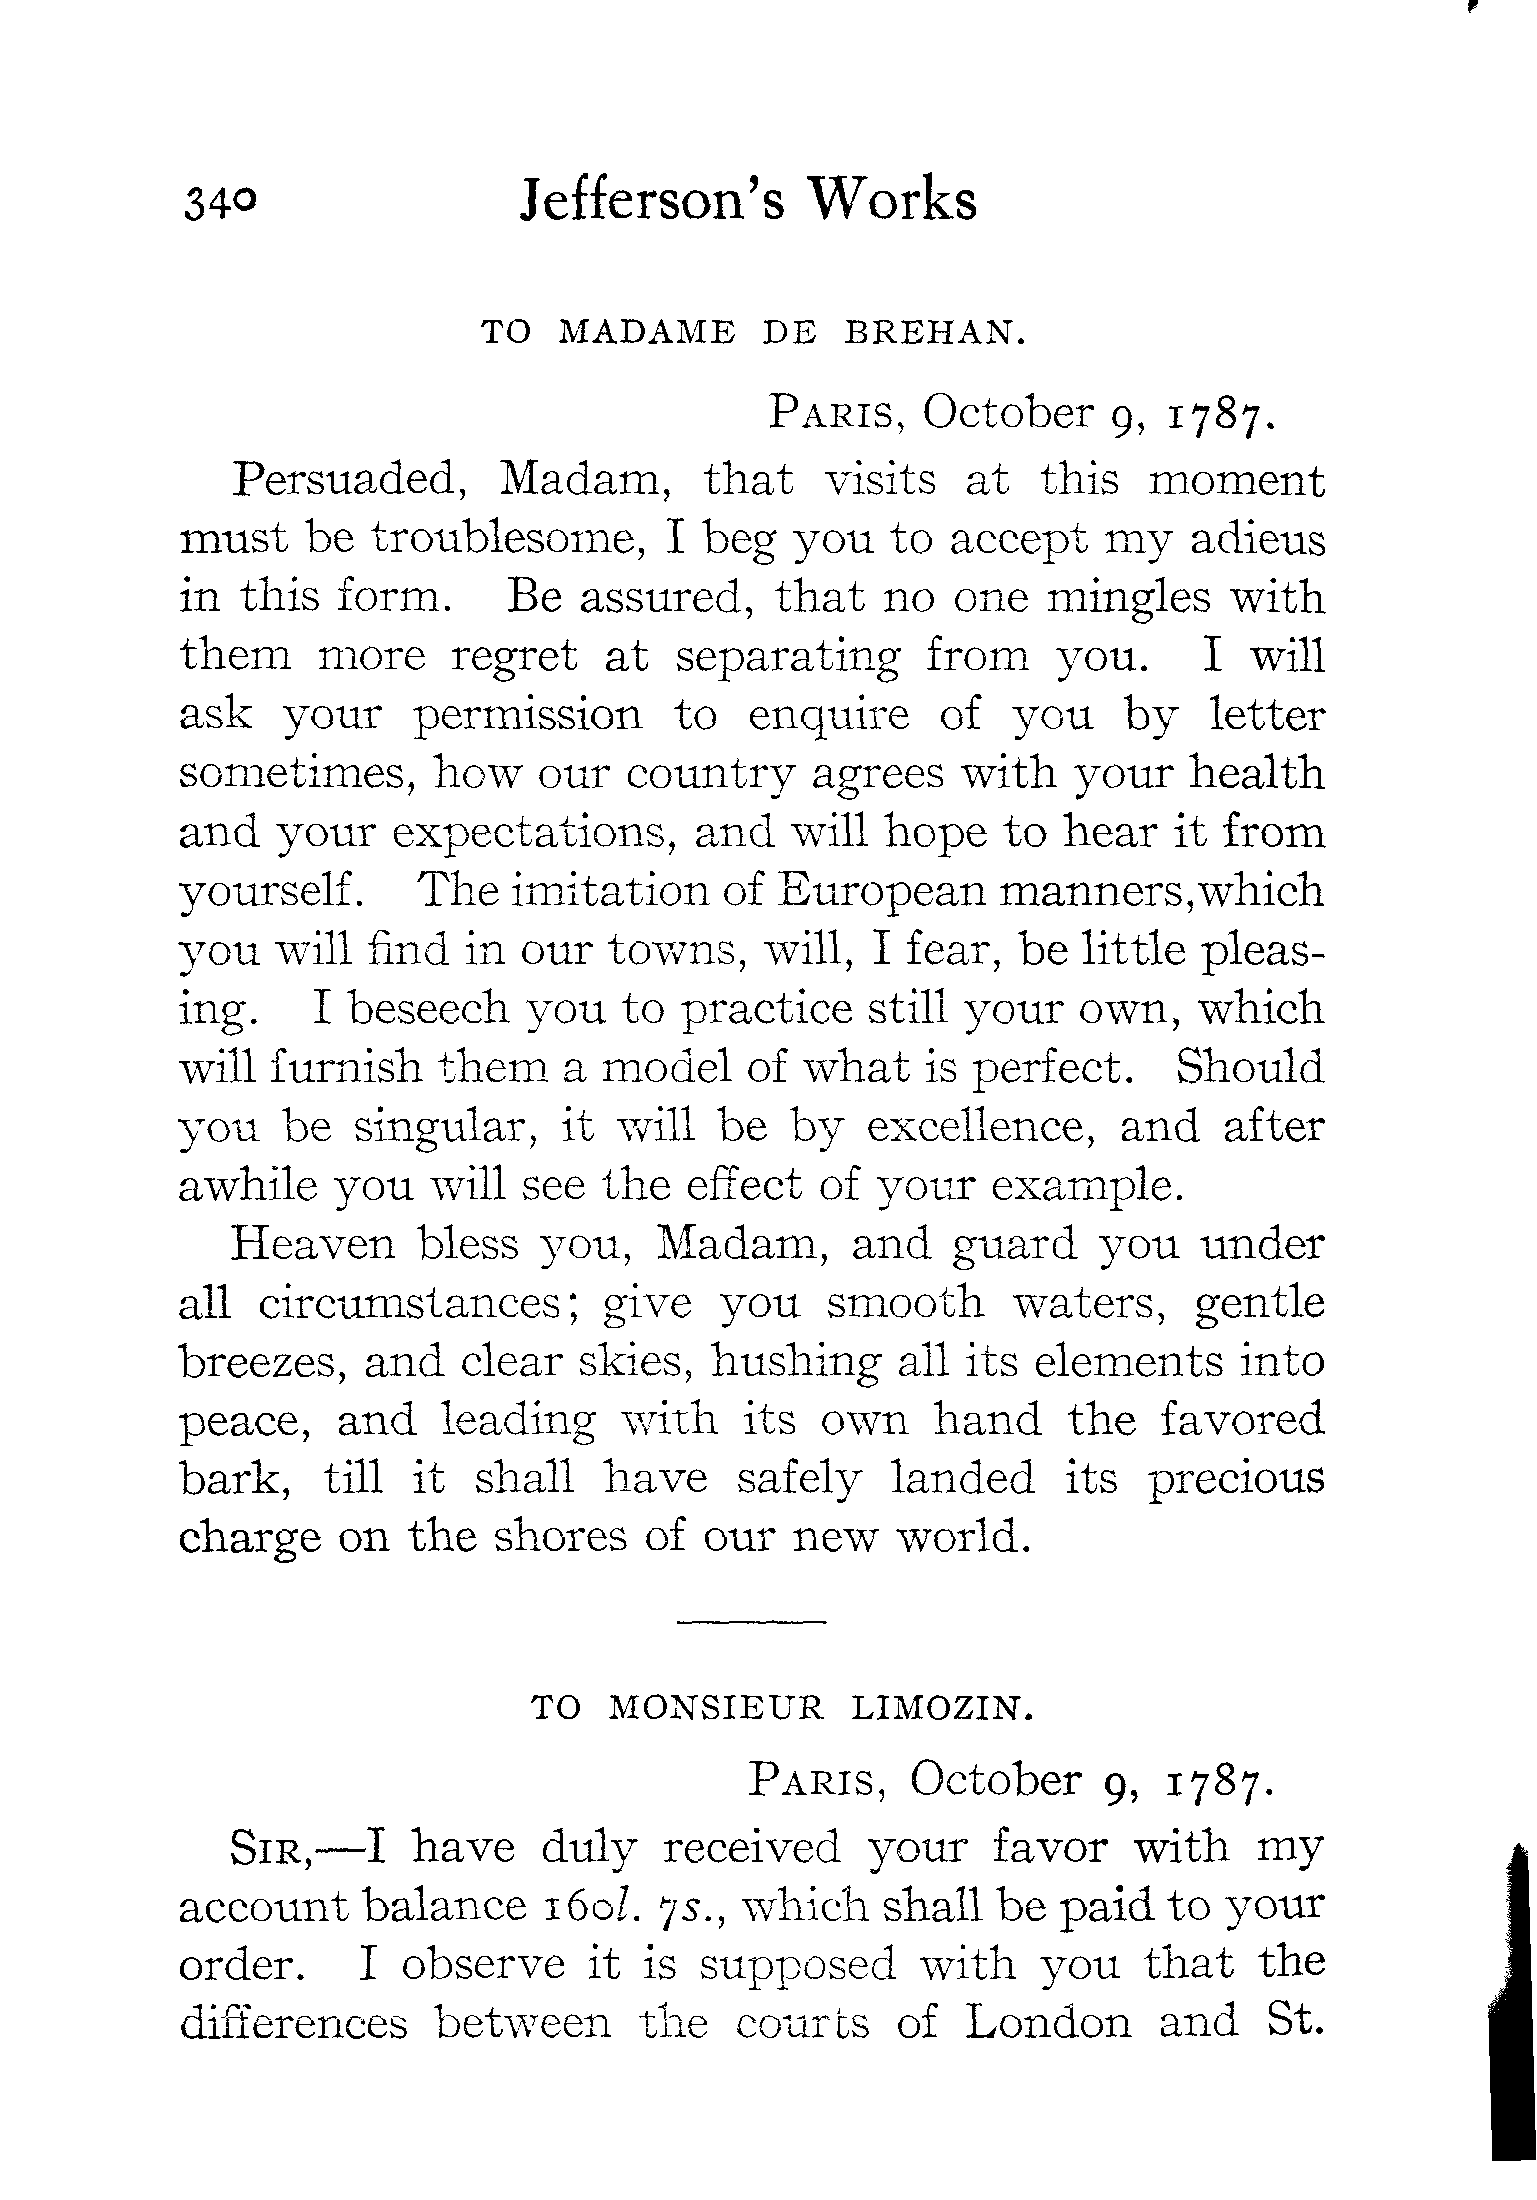 340 Jefferson's Works
TO MADAME DE BREHAN.
PARIS, October 9, 1787.
Persuaded, Madam, that visits at this moment
must be troublesome, I beg you to accept my adieus
in this form. Be assured, that no one mingles with
them more regret at separating from you. I will
ask your permission to enquire of you by letter
sometimes, how our country agrees with your health
and your expectations, and will hope to hear it from
yourself. The imitation of European manners, which
you will find in our towns, will, I fear, be little pleas-
ing. I beseech you to practice still your own, which
will furnish them a model of what is perfect. Should
you be singular, it will be by excellence, and after
awhile you will see the effect of your example.
Heaven bless you, Madam, and guard you under
all circumstances; give you smooth waters, gentle
breezes, and clear skies, hushing all its elements into
peace, and leading with its own hand the favored
bark, till it shall have safely landed its precious
charge on the shores of our new world.
TO MONSIEUR LIMOZIN.
PARIS, October 9, 1787.
SIR,—I have duly received your favor with my
account balance 160l. 7s., which shall be paid to your
order. I observe it is supposed with you that the
differences between the courts of London and St.